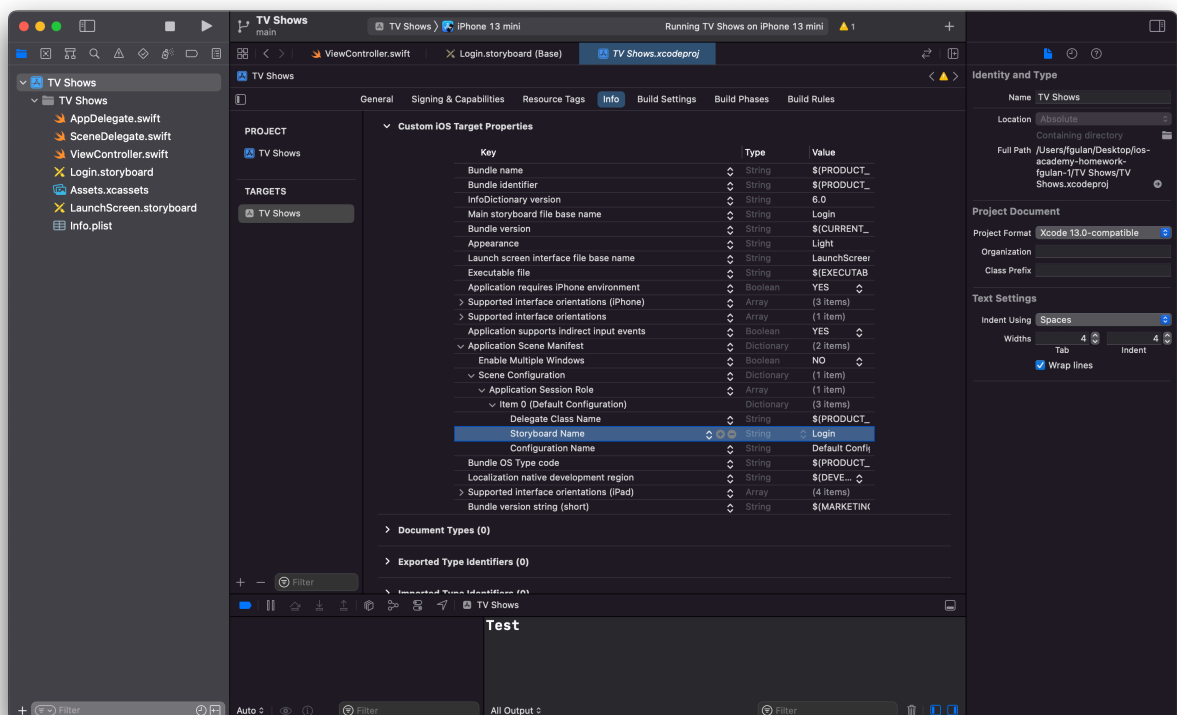 TV Shows
main
TV Shows
iPhone 13 mini
Running TV Shows on iPhone 13 mini
1
ViewController.swift
Login.storyboard (Base)
TV Shows.xcodeproj
TV Shows
TV Shows
TV Shows
AppDelegate.swift
SceneDelegate.swift
ViewController.swift
Login.storyboard
Assets.xcassets
LaunchScreen.storyboard
Info.plist
Filter
General Signing & Capabilities Resource Tags Info Build Settings Build Phases Build Rules
PROJECT
TV Shows
TARGETS
TV Shows
Filter
Custom iOS Target Properties
Key Type Value
Bundle name String $(PRODUCT_
Bundle identifier String $(PRODUCT_
InfoDictionary version String 6.0
Main storyboard file base name String Login
Bundle version String $(CURRENT_
Appearance String Light
Launch screen interface file base name String LaunchScreen
Executable file String $(EXECUTAB
Application requires iPhone environment Boolean YES
Supported interface orientations (iPhone) Array (3 items)
Supported interface orientations Array (1 item)
Application supports indirect input events Boolean YES
Application Scene Manifest Dictionary (2 items)
Enable Multiple Windows Boolean NO
Scene Configuration Dictionary (1 item)
Application Session Role Array (1 item)
Item 0 (Default Configuration) Dictionary (3 items)
Delegate Class Name String $(PRODUCT_
Storyboard Name String Login
Configuration Name String Default Config
Bundle OS Type code String $(PRODUCT_
Localization native development region String $(DEVE...
Supported interface orientations (iPad) Array (4 items)
Bundle version string (short) String $(MARKETING
Document Types (0)
Exported Type Identifiers (0)
Imported Type Identifiers (0)
TV Shows
Test
Auto
Filter
All Output
Filter
Identity and Type
Name TV Shows
Location Absolute
Containing directory
Full Path /Users/fgulan/Desktop/ios-
academy-homework-
fgulan-1/TV Shows/TV
Shows.xcodeproj
Project Document
Project Format Xcode 13.0-compatible
Organization
Class Prefix
Text Settings
Indent Using Spaces
Widths 4 4
Tab Indent
Wrap lines